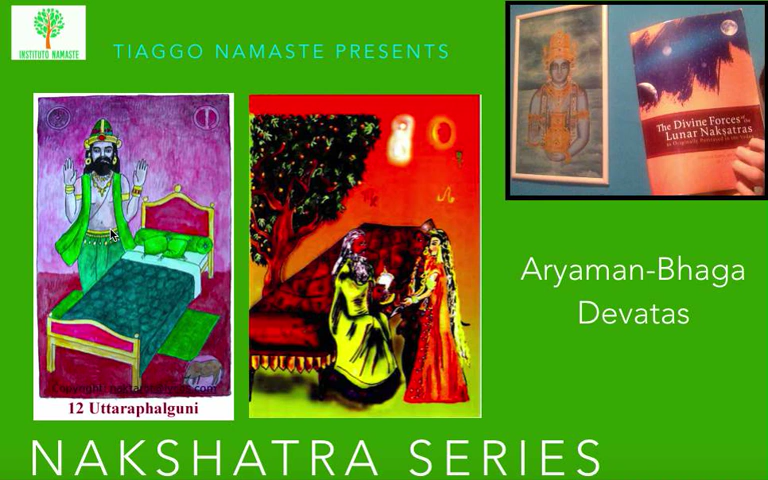 INSTITUTO NAMASTE
TIAGGO NAMASTE PRESENTS
The Divine Forces of the
Lunar Naksatras
Aryaman-Bhaga
Devatas
12 Uttaraphalguni
NAKSHATRA SERIES